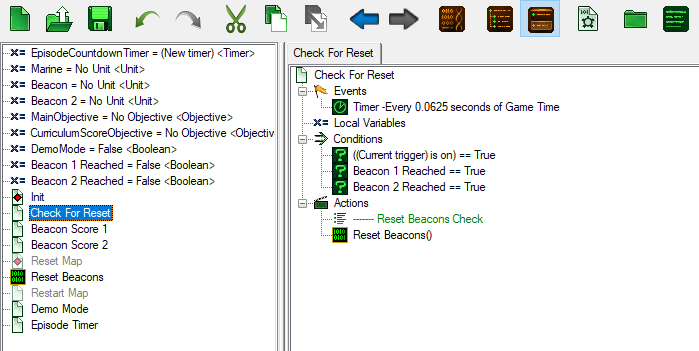 EpisodeCountdownTimer = (New timer) <Timer>
Marine = No Unit <Unit>
Beacon = No Unit <Unit>
Beacon 2 = No Unit <Unit>
MainObjective = No Objective <Objective>
CurriculumScoreObjective = No Objective <Objective
DemoMode = False <Boolean>
Beacon 1 Reached = False <Boolean>
Beacon 2 Reached = False <Boolean>
Init
Check For Reset
Beacon Score 1
Beacon Score 2
Reset Map
Reset Beacons
Restart Map
Demo Mode
Episode Timer
Check For Reset
Check For Reset
Events
Timer -Every 0.0625 seconds of Game Time
Local Variables
Conditions
((Current trigger) is on) == True
Beacon 1 Reached == True
Beacon 2 Reached == True
Actions
------- Reset Beacons Check
Reset Beacons()